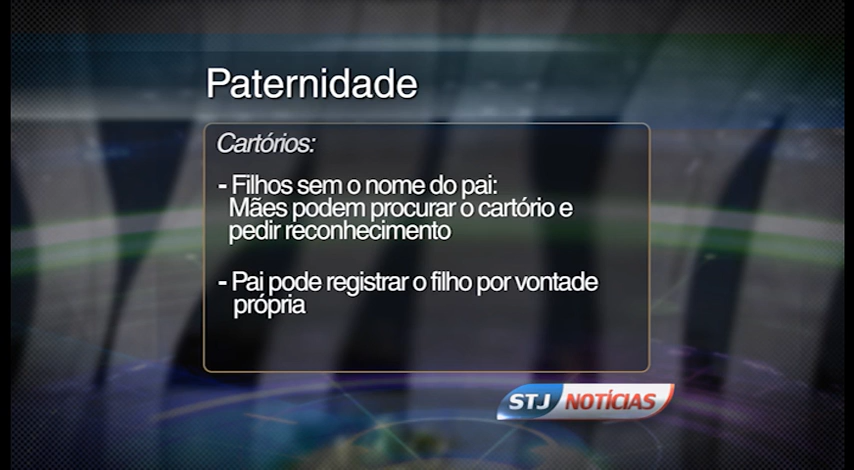 Paternidade
Cartórios:
- Filhos sem o nome do pai:
Mães podem procurar o cartório e
pedir reconhecimento
- Pai pode registrar o filho por vontade
própria
STJ NOTÍCIAS